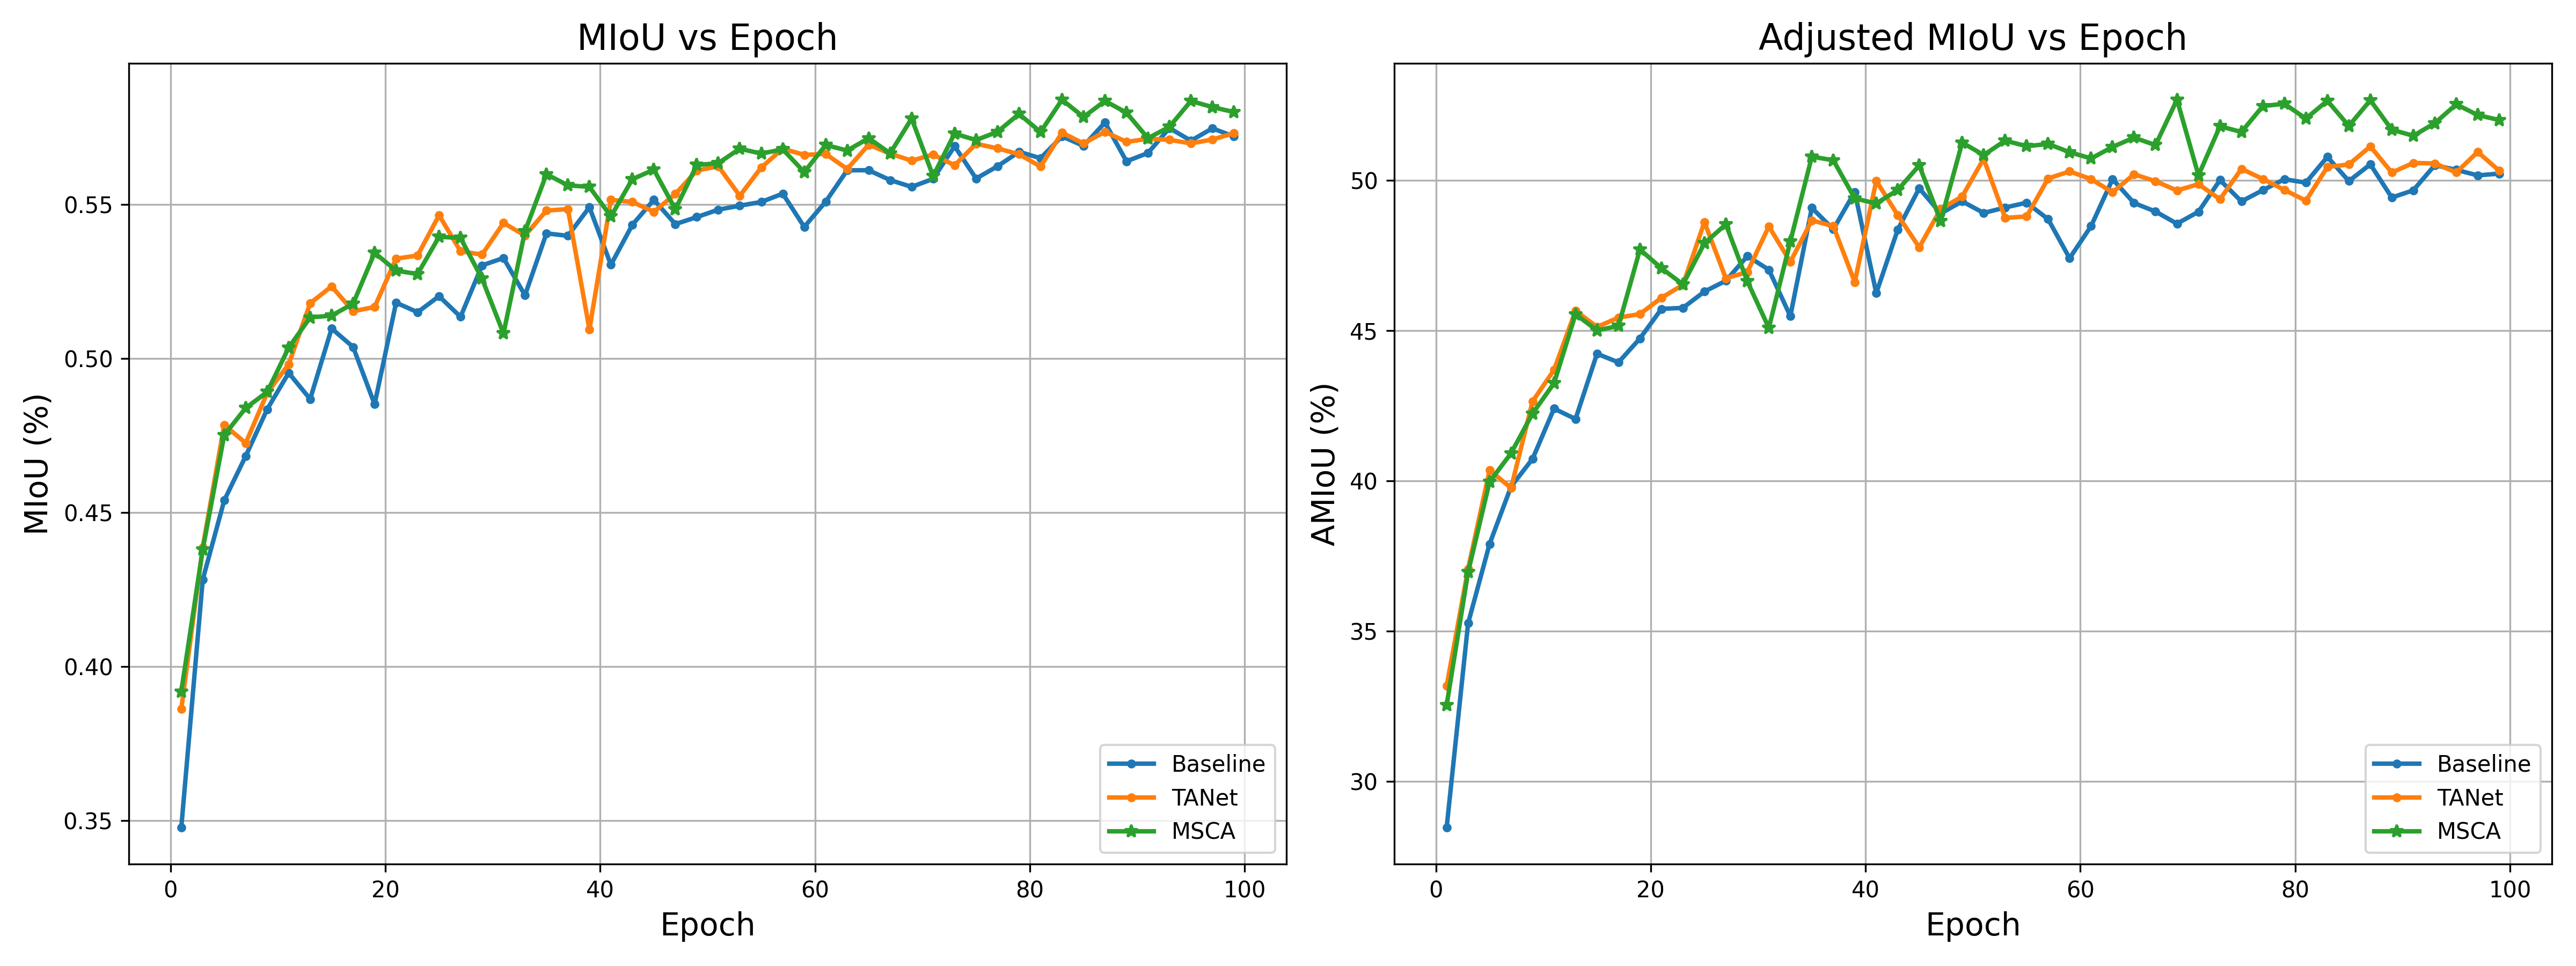 MIoU vs Epoch
MIoU (%)
0.55
0.50
0.45
0.40
0.35
0 20 40 60 80 100
Epoch
Baseline
TANet
MSCA
Adjusted MIoU vs Epoch
AMIoU (%)
50
45
40
35
30
0 20 40 60 80 100
Epoch
Baseline
TANet
MSCA